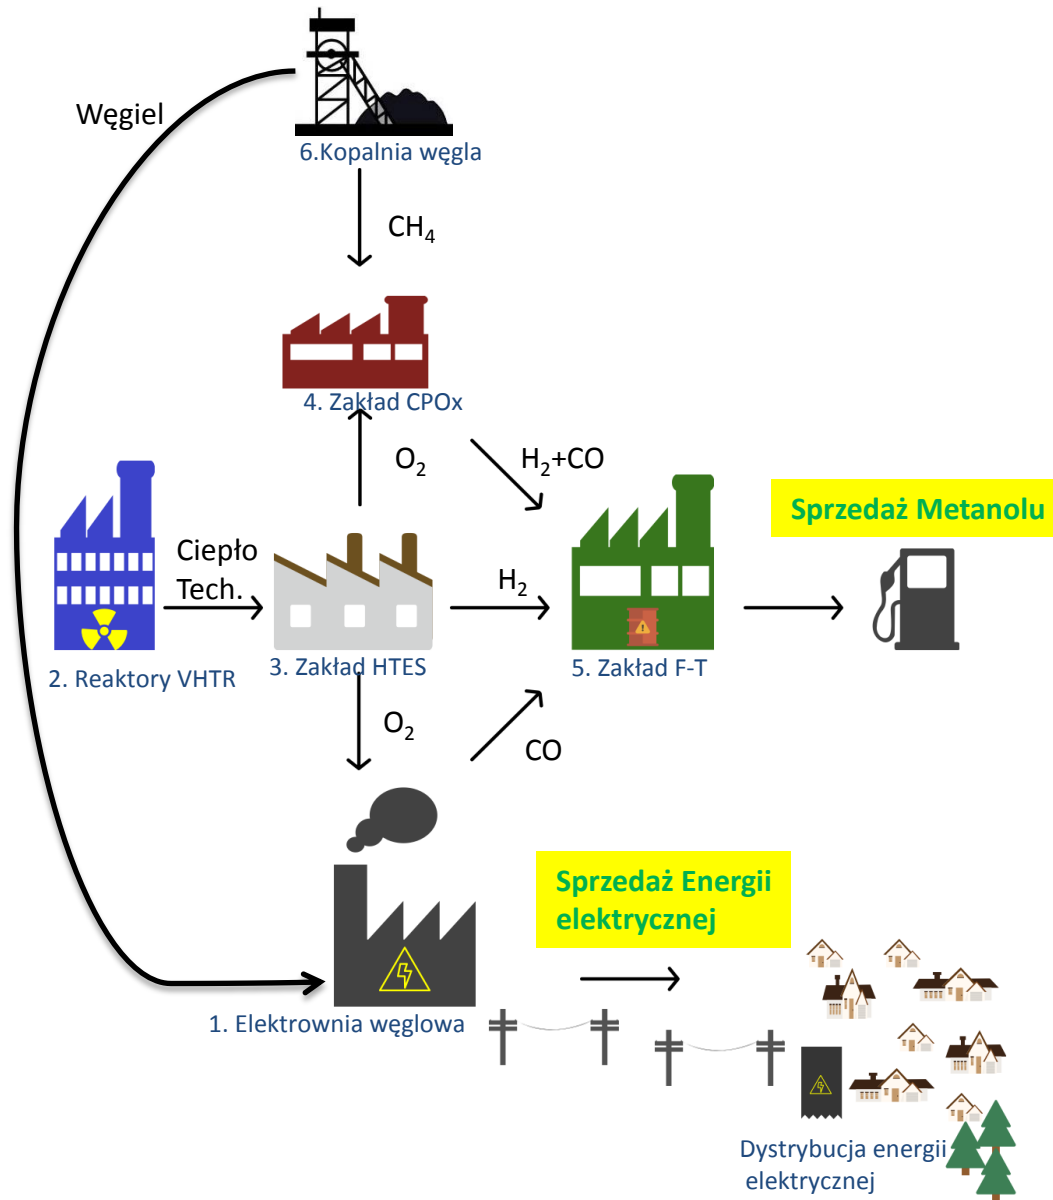 Węgiel
6.Kopalnia węgla
CH₄
4. Zakład CPOx
O₂
H₂+CO
Sprzedaż Metanolu
Ciepło
Tech.
H₂
2. Reaktory VHTR
3. Zakład HTES
5. Zakład F-T
O₂
CO
Sprzedaż Energii
elektrycznej
1. Elektrownia węglowa
Dystrybucja energii
elektrycznej